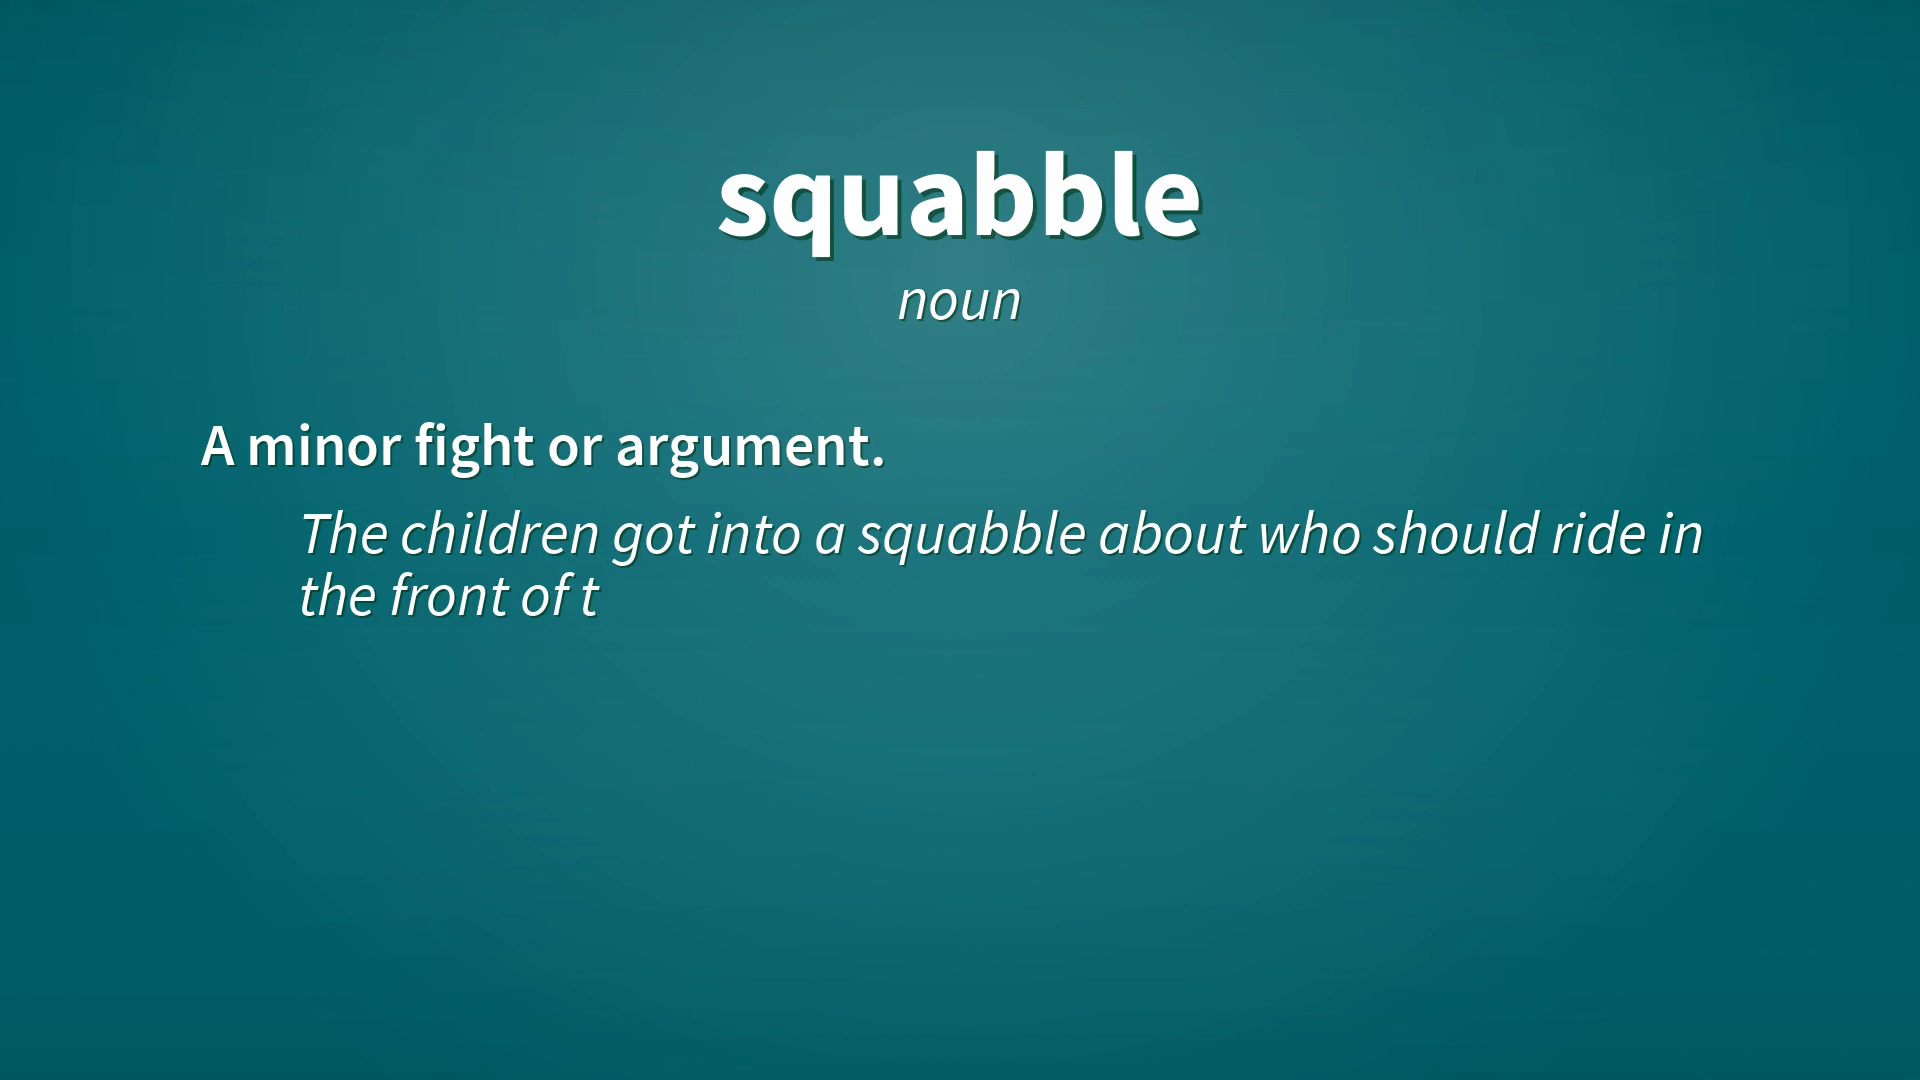 squabble
noun
A minor fight or argument.
The children got into a squabble about who should ride in
the front of t